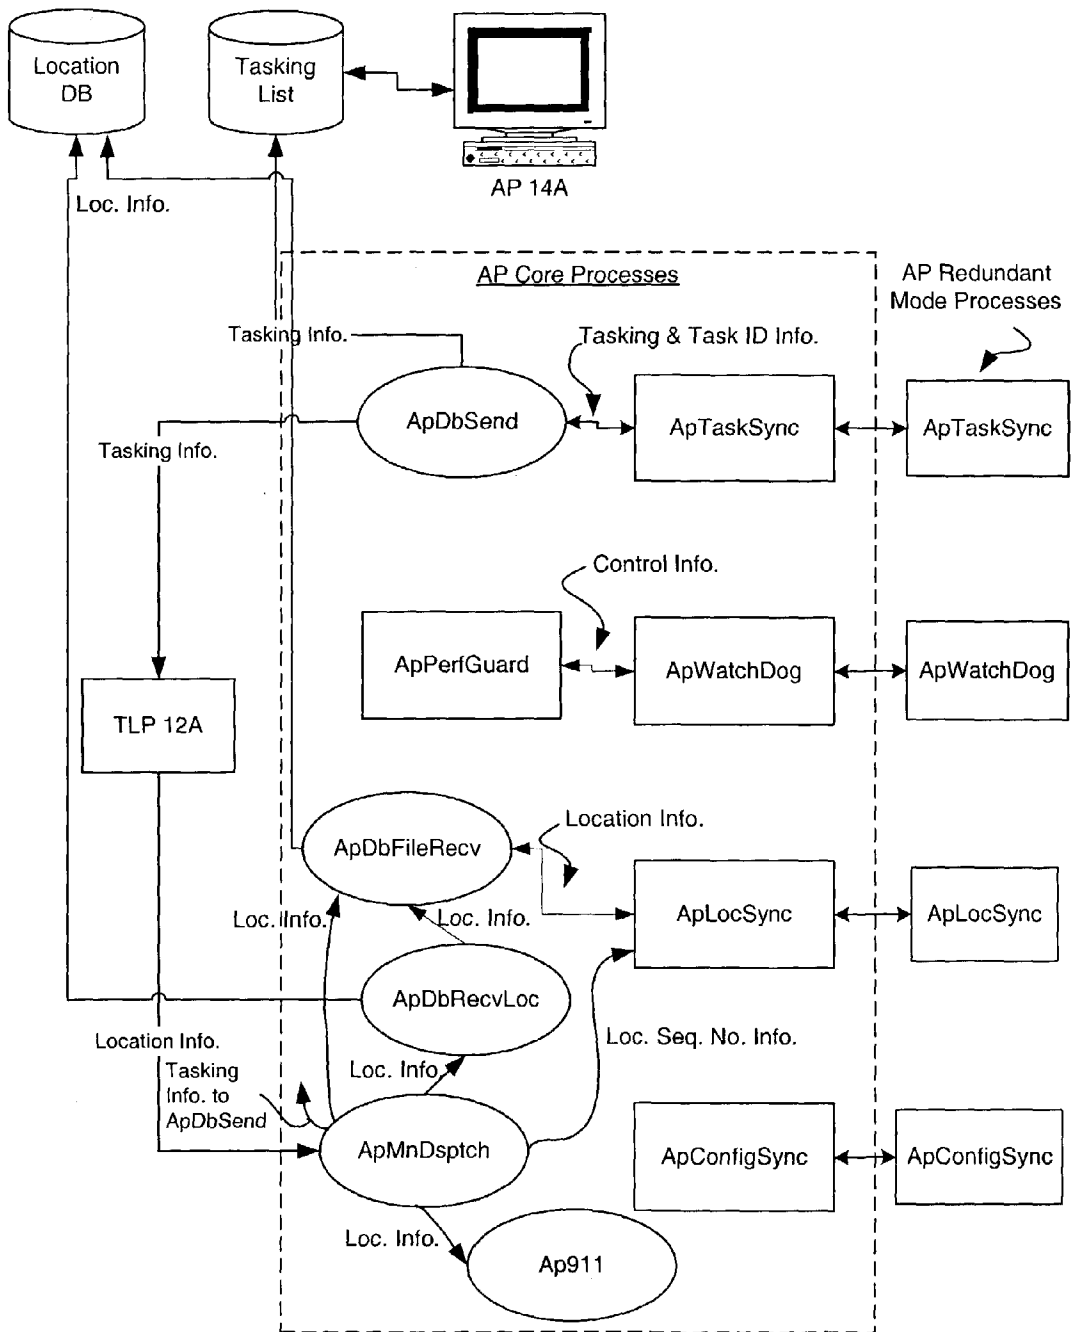 Location
DB
Tasking
List
AP 14A
Loc. Info.
AP Core Processes
AP Redundant
Mode Processes
Tasking Info.
Tasking & Task ID Info.
ApDbSend
ApTaskSync
ApTaskSync
Tasking Info.
Control Info.
ApPerfGuard
ApWatchDog
ApWatchDog
TLP 12A
Location Info.
ApDbFileRecv
Loc. Info.
Loc. Info.
ApLocSync
ApLocSync
ApDbRecvLoc
Location Info.
Loc. Seq. No. Info.
Tasking
Info. to
ApDbSend
Loc. Info.
ApMnDsptch
ApConfigSync
ApConfigSync
Loc. Info.
Ap911